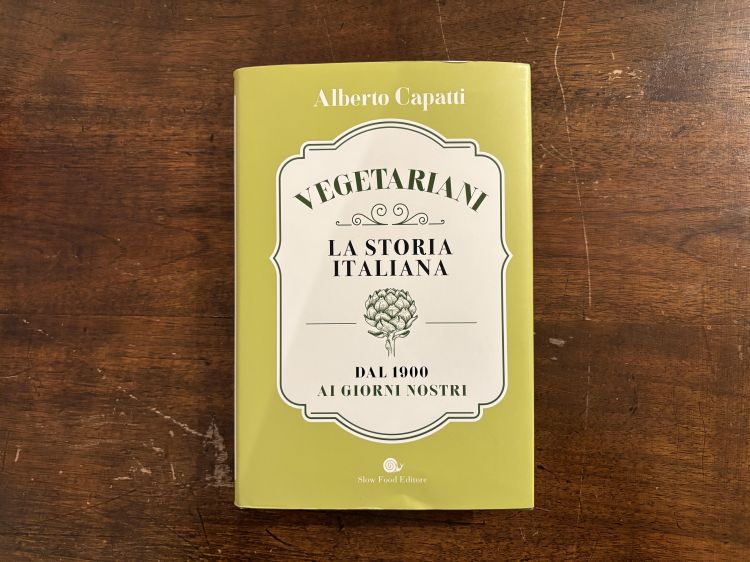 Alberto Capatti
VEGETARIANI
LA STORIA
ITALIANA
DAL 1900
AI GIORNI NOSTRI
Slow Food Editore